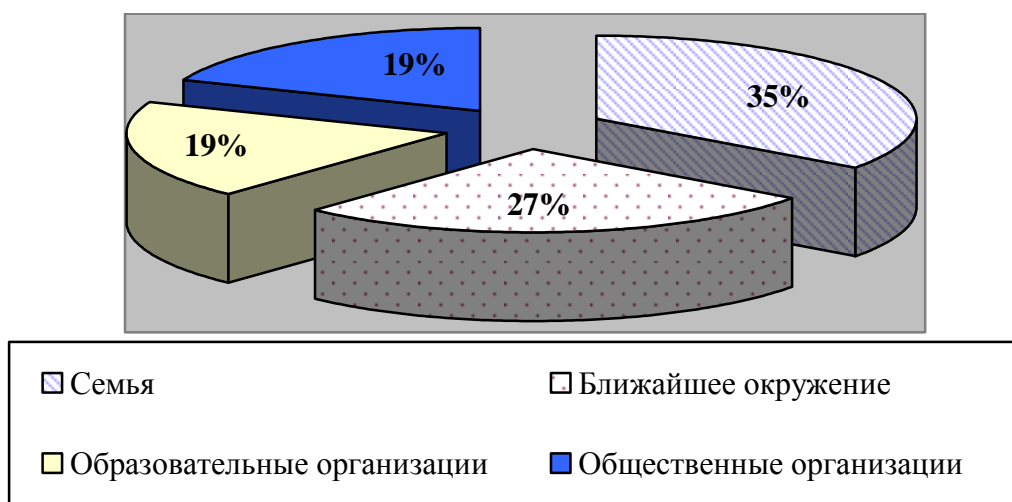 19%
35%
19%
27%
Семья
Ближайшее окружение
Образовательные организации
Общественные организации